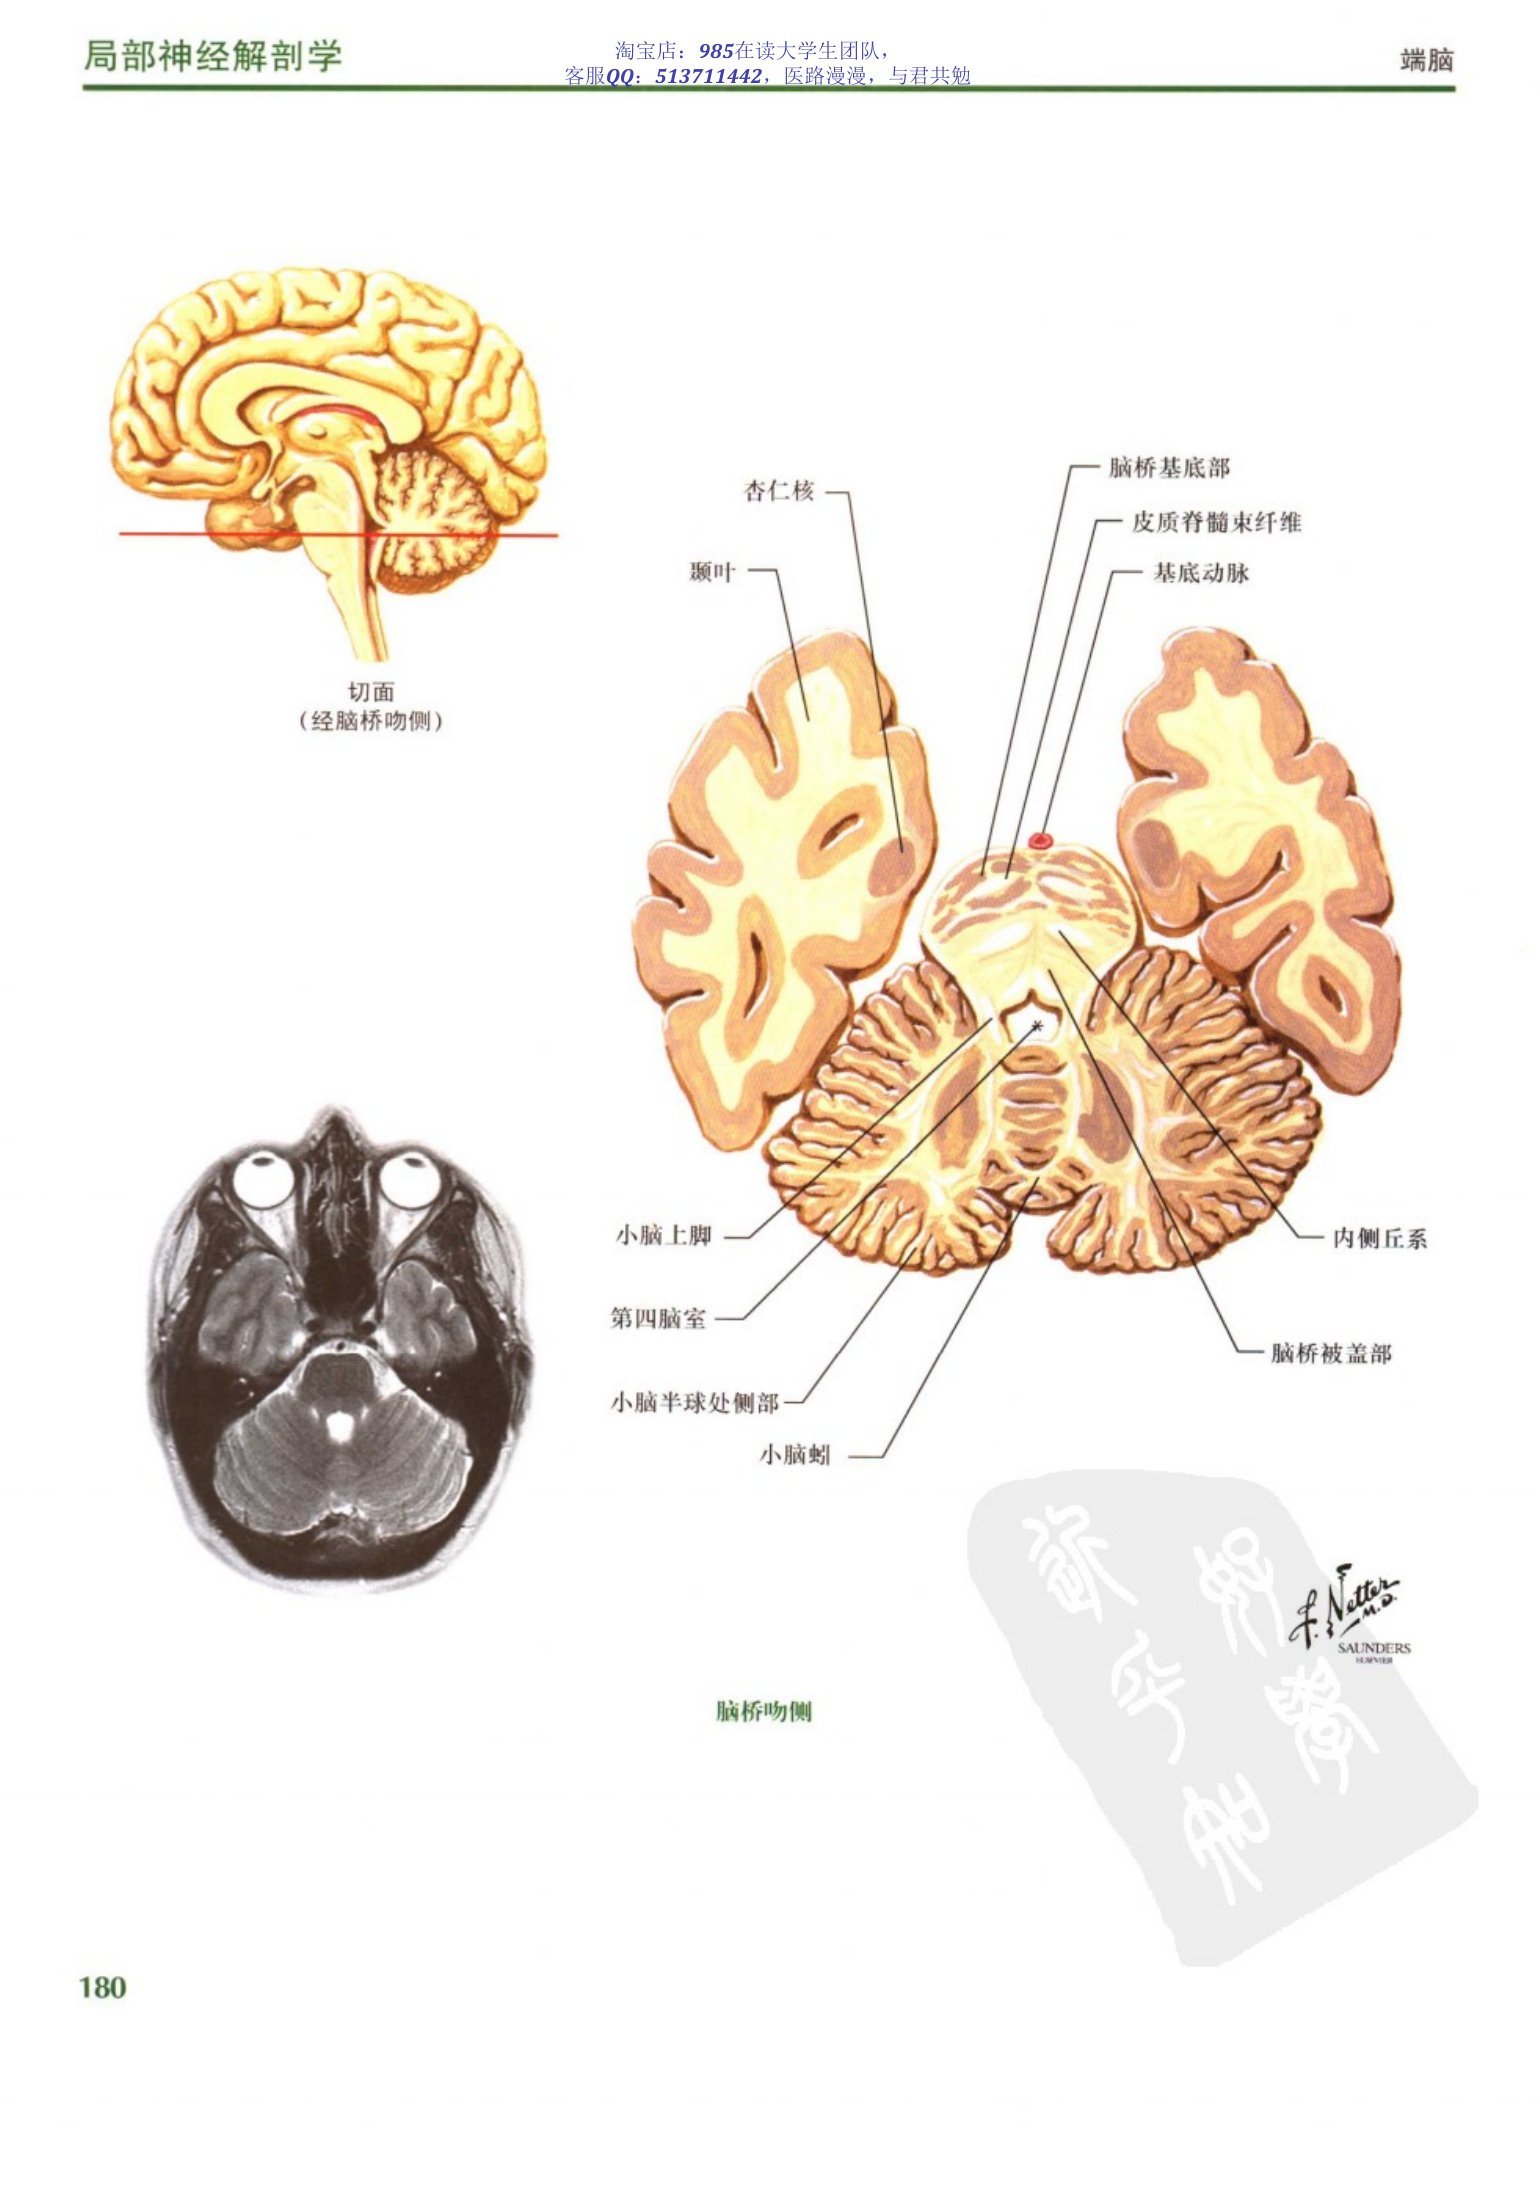 局部神经解剖学
淘宝店：985在读大学生团队，
客服QQ：513711442，医路漫漫，与君共勉
端脑
切面
（经脑桥吻侧）
杏仁核
颞叶
脑桥基底部
皮质脊髓束纤维
基底动脉
小脑上脚
第四脑室
小脑半球处侧部
小脑蚓
内侧丘系
脑桥被盖部
*
F. Netter
M.D.
SAUNDERS
ELSEVIER
脑桥吻侧
180